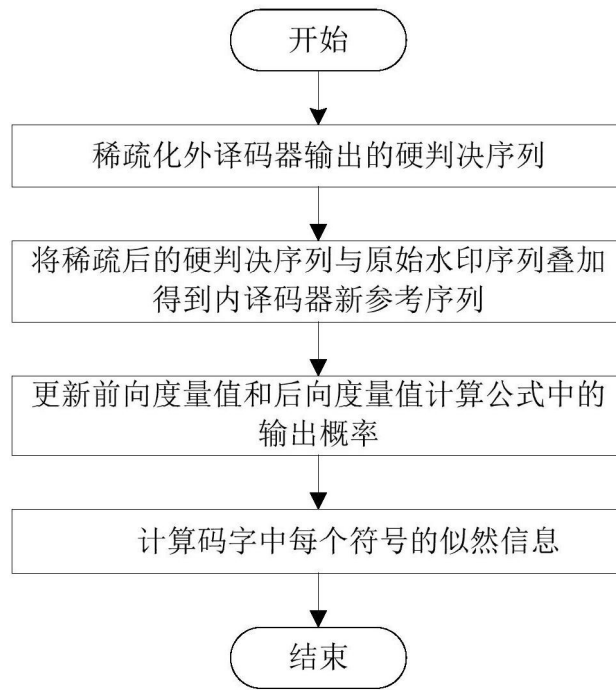 开始
稀疏化外译码器输出的硬判决序列
将稀疏后的硬判决序列与原始水印序列叠加
得到内译码器新参考序列
更新前向度量值和后向度量值计算公式中的
输出概率
计算码字中每个符号的似然信息
结束